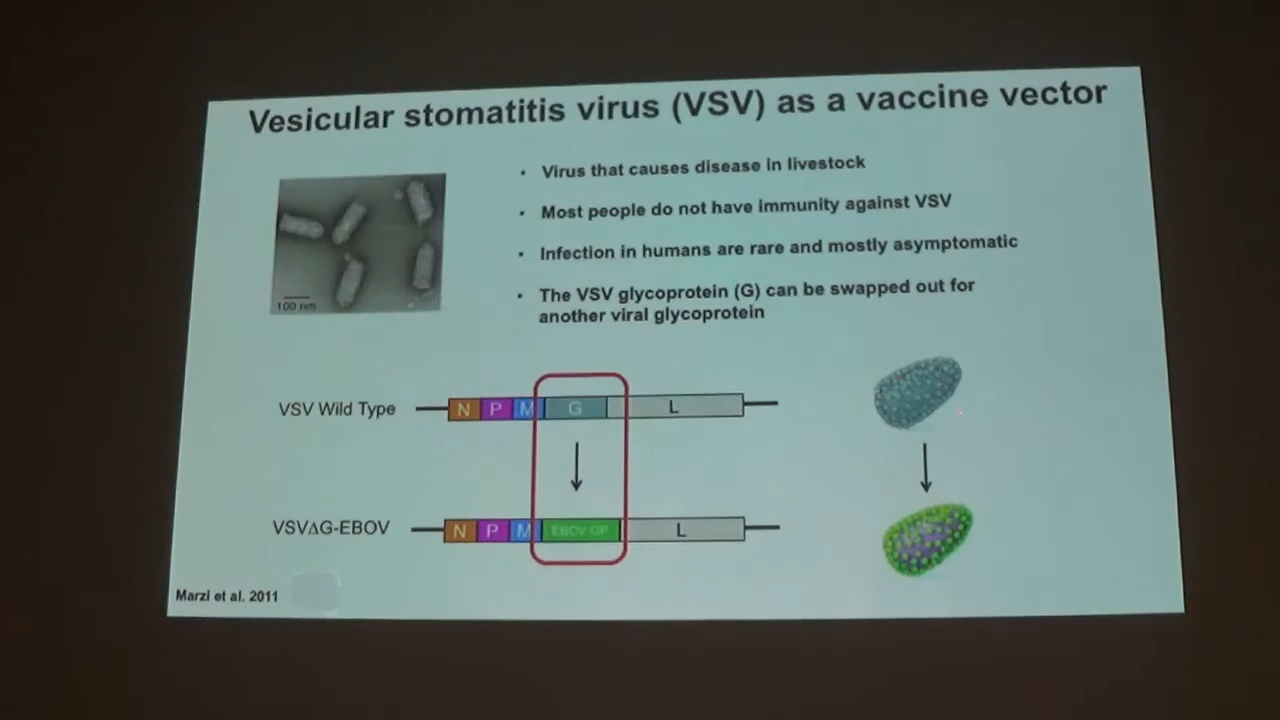 Vesicular stomatitis virus (VSV) as a vaccine vector
• Virus that causes disease in livestock
• Most people do not have immunity against VSV
• Infection in humans are rare and mostly asymptomatic
• The VSV glycoprotein (G) can be swapped out for
another viral glycoprotein
100 nm
VSV Wild Type
N P M G L
VSVΔG-EBOV
N P M EBOV GP L
Marzi et al. 2011